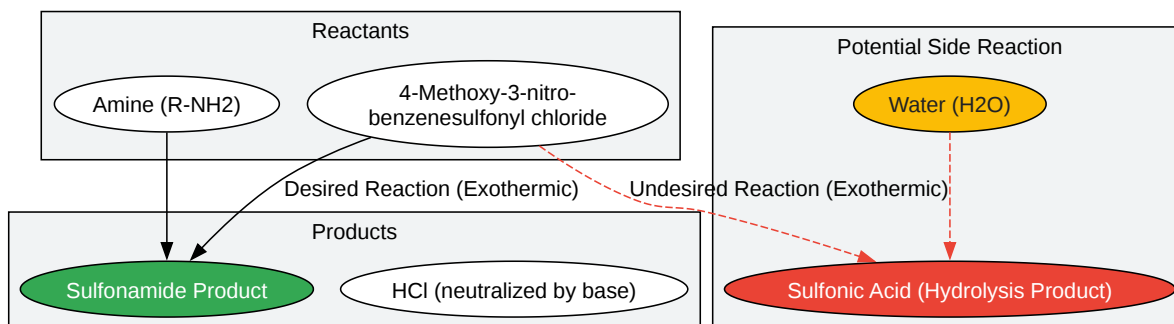 Reactants
Potential Side Reaction
Amine (R-NH2)
4-Methoxy-3-nitro-
benzenesulfonyl chloride
Water (H2O)
Desired Reaction (Exothermic)
Undesired Reaction (Exothermic)
Products
Sulfonamide Product
HCl (neutralized by base)
Sulfonic Acid (Hydrolysis Product)